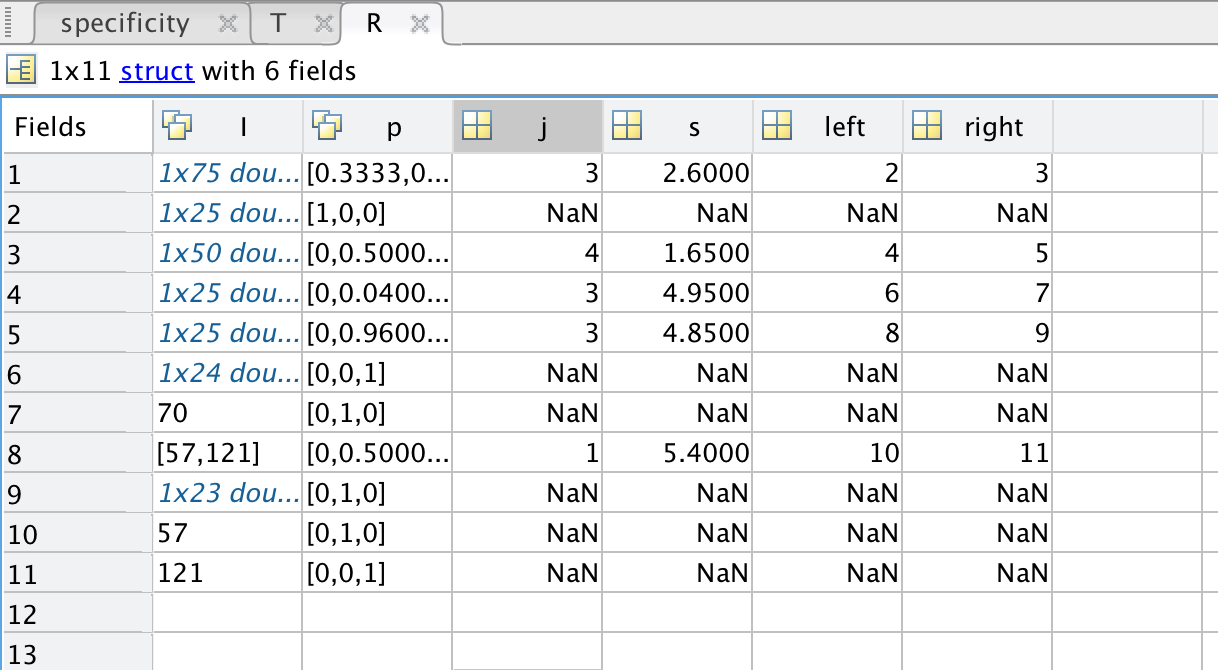 specificity T R
1x11 struct with 6 fields
Fields I p j s left right
1 1x75 dou... [0.3333,0... 3 2.6000 2 3
2 1x25 dou... [1,0,0] NaN NaN NaN NaN
3 1x50 dou... [0,0.5000... 4 1.6500 4 5
4 1x25 dou... [0,0.0400... 3 4.9500 6 7
5 1x25 dou... [0,0.9600... 3 4.8500 8 9
6 1x24 dou... [0,0,1] NaN NaN NaN NaN
7 70 [0,1,0] NaN NaN NaN NaN
8 [57,121] [0,0.5000... 1 5.4000 10 11
9 1x23 dou... [0,1,0] NaN NaN NaN NaN
10 57 [0,1,0] NaN NaN NaN NaN
11 121 [0,0,1] NaN NaN NaN NaN
12
13